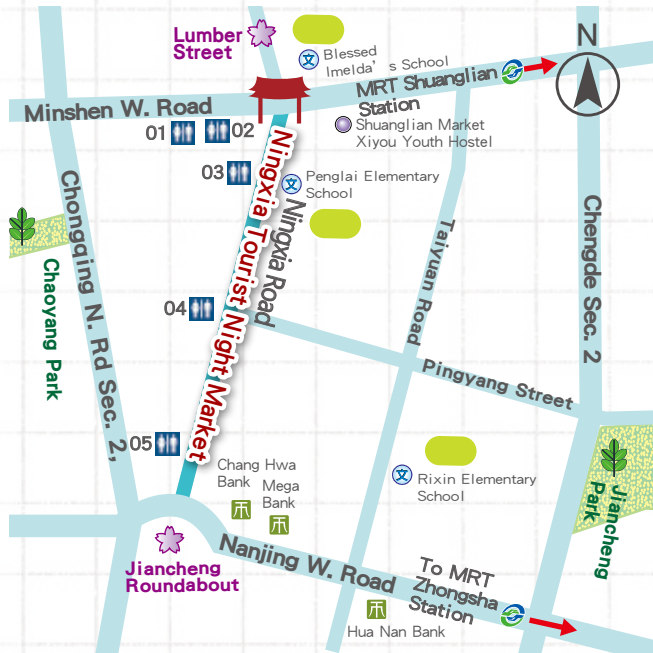 Lumber
Street
N
Blessed
Imelda’s School
MRT Shuanglian
Station
Minshen W. Road
01
02
文
Shuanglian Market
Xiyou Youth Hostel
03
文
Penglai Elementary
School
Ningxia Tourist Night Market
Ningxia Road
Chongqing N. Rd Sec. 2,
Taiyuan Road
Chengde Sec. 2
Chaoyang Park
04
Pingyang Street
05
Chang Hwa
Bank
Mega
Bank
文
Rixin Elementary
School
Jiancheng
Park
Jiancheng
Roundabout
Nanjing W. Road
To MRT
Zhongsha
Station
Hua Nan Bank